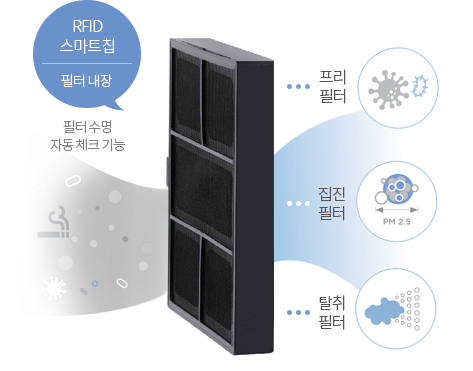 RFID
스마트칩
필터 내장
필터 수명
자동 체크 기능
프리
필터
집진
필터
PM 2.5
탈취
필터